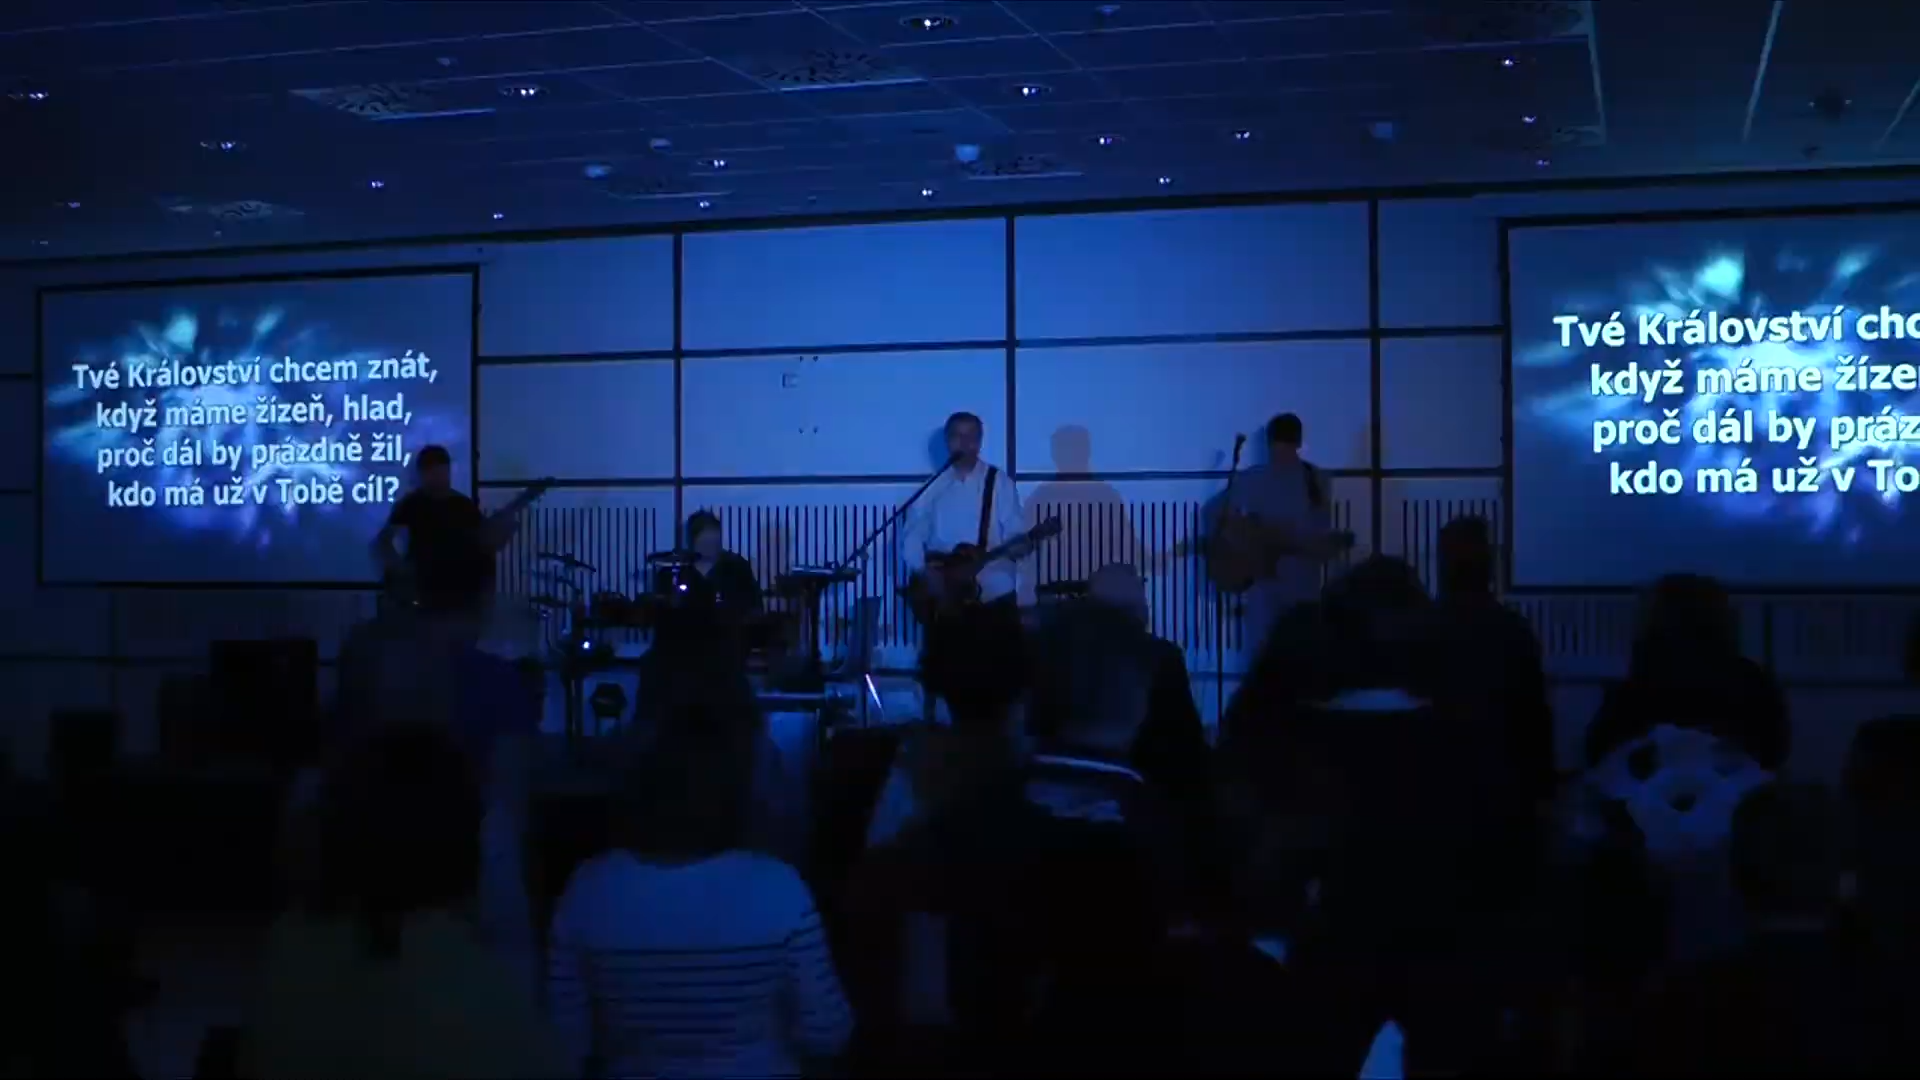 Tvé Království chcem znát,
když máme žízeň, hlad,
proč dál by prázdně žil,
kdo má už v Tobě cíl?
Tvé Království chc
když máme žíze
proč dál by práz
kdo má už v To